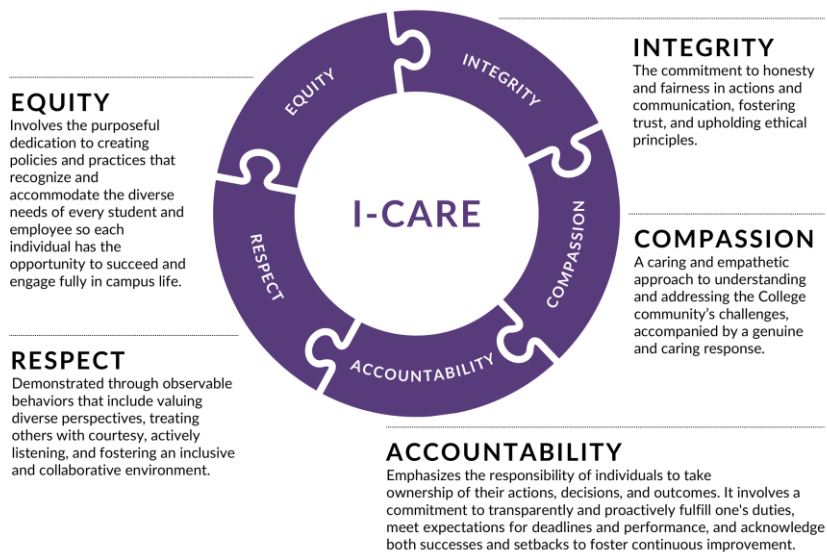 I-CARE
INTEGRITY
COMPASSION
ACCOUNTABILITY
RESPECT
EQUITY
INTEGRITY
The commitment to honesty
and fairness in actions and
communication, fostering
trust, and upholding ethical
principles.
COMPASSION
A caring and empathetic
approach to understanding
and addressing the College
community's challenges,
accompanied by a genuine
and caring response.
ACCOUNTABILITY
Emphasizes the responsibility of individuals to take
ownership of their actions, decisions, and outcomes. It involves a
commitment to transparently and proactively fulfill one's duties,
meet expectations for deadlines and performance, and acknowledge
both successes and setbacks to foster continuous improvement.
RESPECT
Demonstrated through observable
behaviors that include valuing
diverse perspectives, treating
others with courtesy, actively
listening, and fostering an inclusive
and collaborative environment.
EQUITY
Involves the purposeful
dedication to creating
policies and practices that
recognize and
accommodate the diverse
needs of every student and
employee so each
individual has the
opportunity to succeed and
engage fully in campus life.